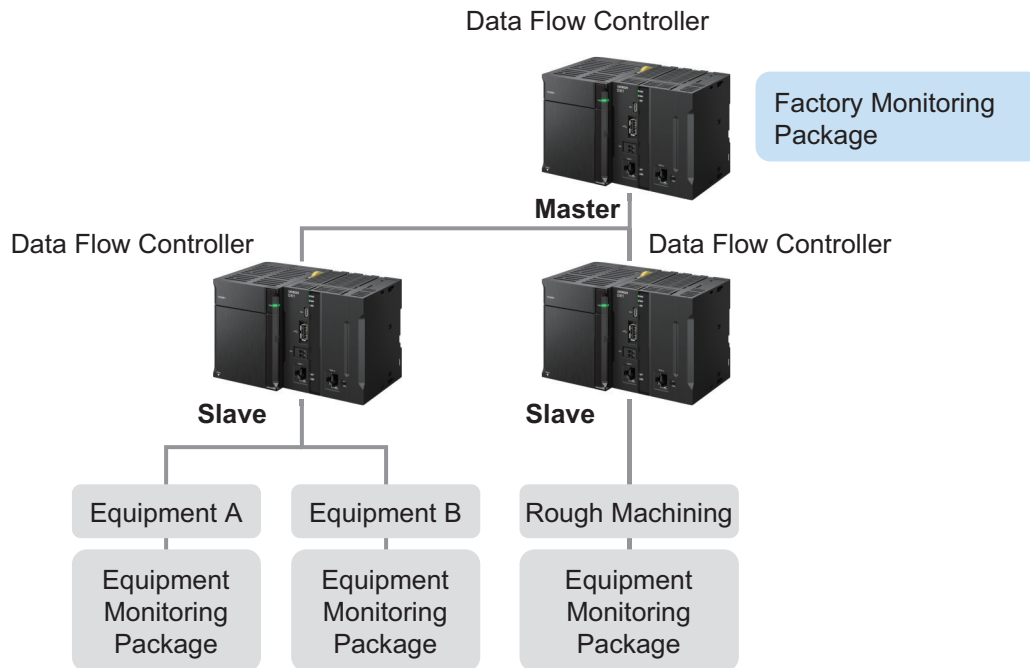 Data Flow Controller
Factory Monitoring
Package
Master
Data Flow Controller
Data Flow Controller
Slave
Slave
Equipment A
Equipment B
Rough Machining
Equipment
Monitoring
Package
Equipment
Monitoring
Package
Equipment
Monitoring
Package